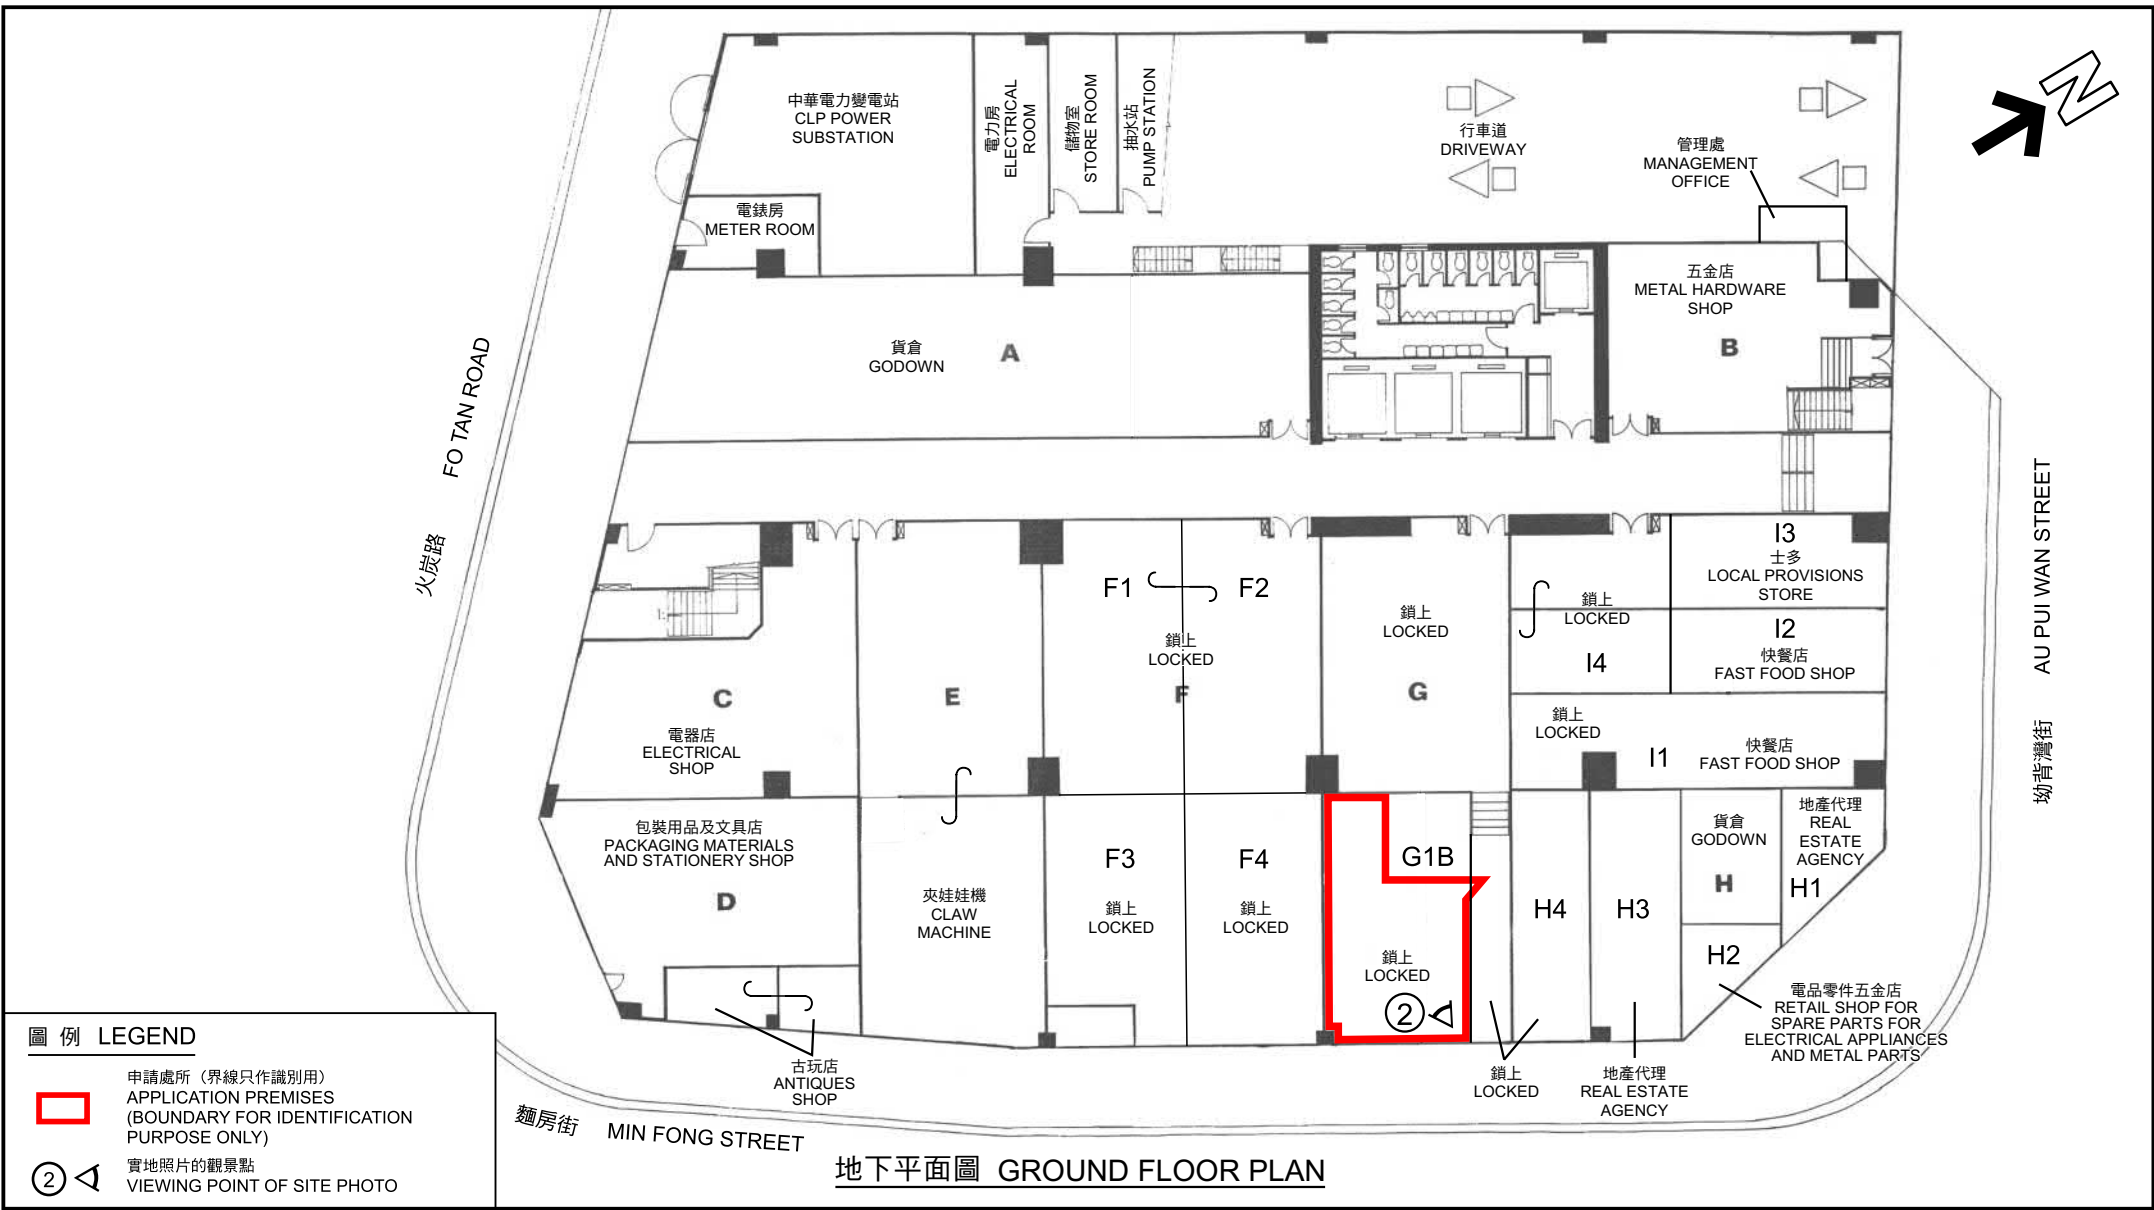 中華電力變電站
CLP POWER
SUBSTATION
電力房
ELECTRICAL
ROOM
儲物室
STORE ROOM
抽水站
PUMP STATION
行車道
DRIVEWAY
管理處
MANAGEMENT
OFFICE
N
電錶房
METER ROOM
五金店
METAL HARDWARE
SHOP
B
貨倉
GODOWN
A
火炭路 FO TAN ROAD
坳背灣街 AU PUI WAN STREET
F1
F2
鎖上
LOCKED
F
鎖上
LOCKED
G
鎖上
LOCKED
I4
I3
士多
LOCAL PROVISIONS
STORE
I2
快餐店
FAST FOOD SHOP
鎖上
LOCKED
I1
快餐店
FAST FOOD SHOP
C
電器店
ELECTRICAL
SHOP
E
包裝用品及文具店
PACKAGING MATERIALS
AND STATIONERY SHOP
D
夾娃娃機
CLAW
MACHINE
F3
鎖上
LOCKED
F4
鎖上
LOCKED
G1B
鎖上
LOCKED
2
H4
H3
貨倉
GODOWN
H
地產代理
REAL
ESTATE
AGENCY
H1
H2
電品零件五金店
RETAIL SHOP FOR
SPARE PARTS FOR
ELECTRICAL APPLIANCES
AND METAL PARTS
古玩店
ANTIQUES
SHOP
鎖上
LOCKED
地產代理
REAL ESTATE
AGENCY
麵房街 MIN FONG STREET
圖 例 LEGEND
申請處所（界線只作識別用）
APPLICATION PREMISES
(BOUNDARY FOR IDENTIFICATION
PURPOSE ONLY)
2
實地照片的觀景點
VIEWING POINT OF SITE PHOTO
地下平面圖 GROUND FLOOR PLAN